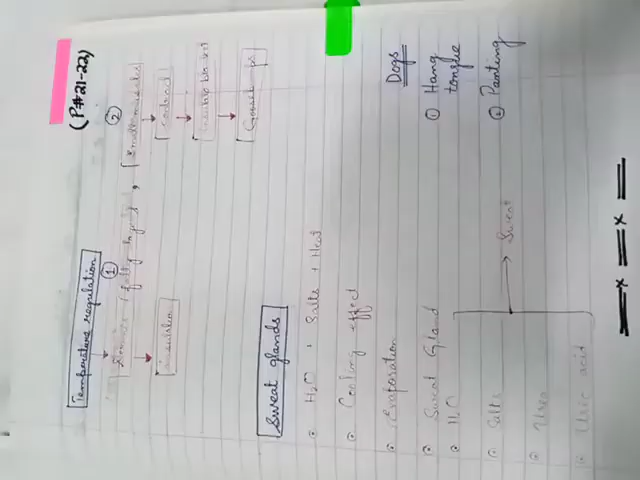 (P#21-22)
Temperature regulation
①
②
Insulation
Sweat glands
H₂O + Salts + Heat
Cooling effect
Evaporation
Sweat Gland
H₂O
Salts
Urea
Uric acid
Sweat
Dogs
① Hang tongue
② Panting